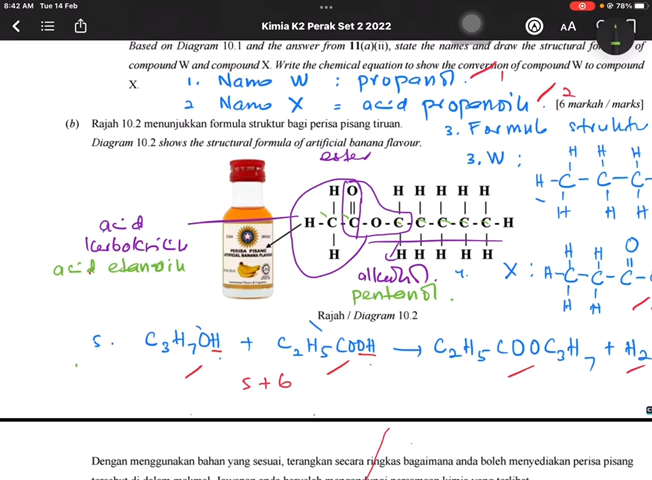 8:42 AM Tue 14 Feb
78%
Kimia K2 Perak Set 2 2022
AA
Based on Diagram 10.1 and the answer from 11(a)(ii), state the names and draw the structural of
compound W and compound X. Write the chemical equation to show the conversion of compound W to compound
X.
1. Nama W : propanol. 1
2 Nama X = acid propanoik. 2 [6 markah / marks]
3. Formula struktur
(b) Rajah 10.2 menunjukkan formula struktur bagi perisa pisang tiruan.
Diagram 10.2 shows the structural formula of artificial banana flavour.
ester
3. W :
H H H
H - C - C - C -
H H H
H O H H H H H
H - C - C - O - C - C - C - C - C - H
H H H H H H
acid
karboksilik
acid etanoik
PERISA PISANG
ARTIFICIAL BANANA FLAVOUR
alkohol.
pentanol.
4. X :
H H O
H - C - C - C -
H H
Rajah / Diagram 10.2
5. C3H7OH + C2H5COOH → C2H5COOC3H7 + H2
5 + 6
Dengan menggunakan bahan yang sesuai, terangkan secara ringkas bagaimana anda boleh menyediakan perisa pisang